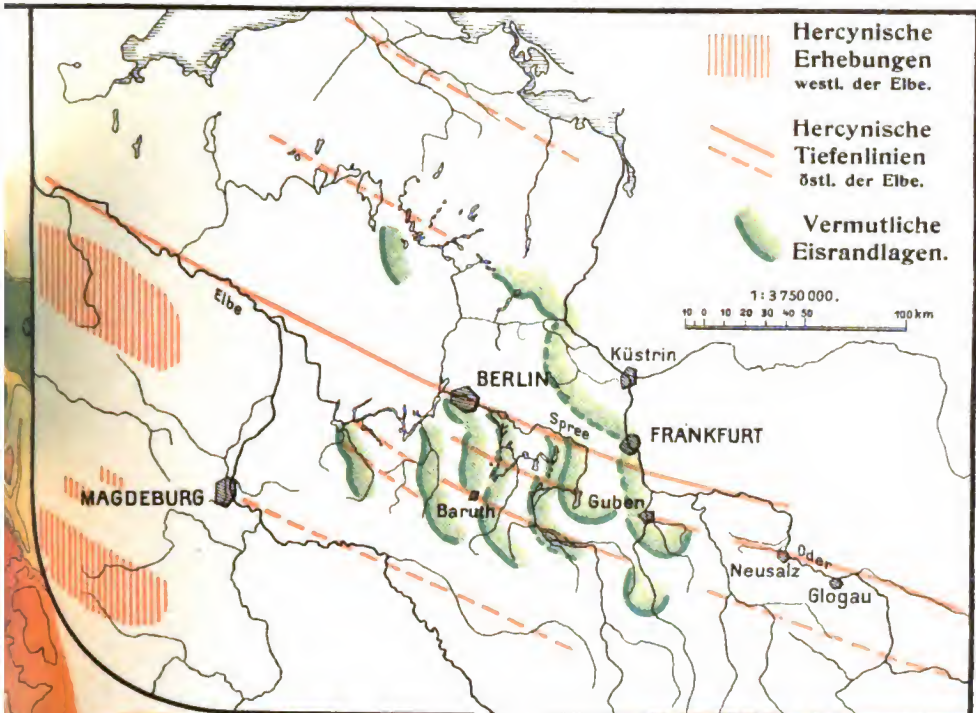 Hercynische
Erhebungen
westl. der Elbe.
Hercynische
Tiefenlinien
östl. der Elbe.
Vermutliche
Eisrandlagen.
1:3750000.
10 0 10 20 30 40 50 100 km
Elbe
Küstrin
BERLIN
Spree
FRANKFURT
MAGDEBURG
Baruth
Guben
Oder
Neusalz
Glogau